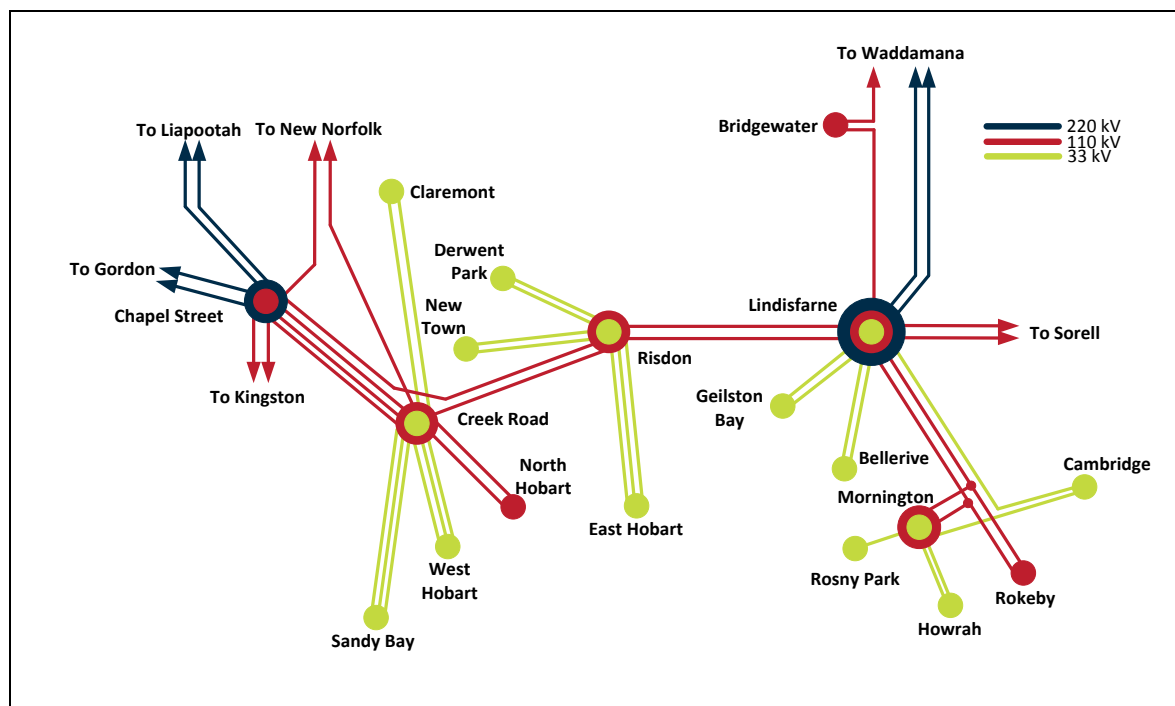 To Waddamana
To Liapootah
To New Norfolk
Bridgewater
220 kV
110 kV
33 kV
Claremont
Derwent
Park
To Gordon
Chapel Street
New
Town
Lindisfarne
To Sorell
Risdon
To Kingston
Geilston
Bay
Creek Road
Bellerive
Cambridge
North
Hobart
Mornington
East Hobart
West
Hobart
Rosny Park
Rokeby
Howrah
Sandy Bay